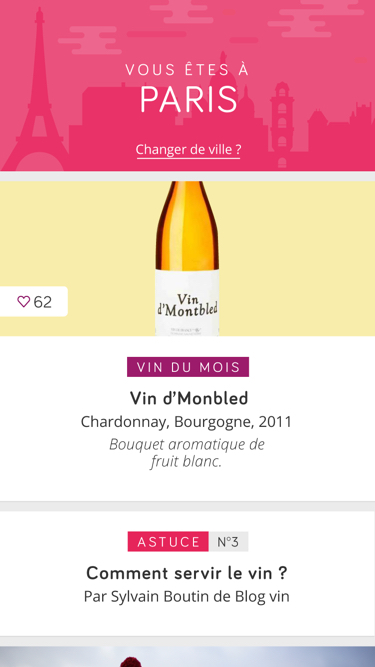 VOUS ÊTES À
PARIS
Changer de ville ?
Vin
d'Montbled
62
VIN DU MOIS
Vin d'Monbled
Chardonnay, Bourgogne, 2011
Bouquet aromatique de
fruit blanc.
ASTUCE N°3
Comment servir le vin ?
Par Sylvain Boutin de Blog vin